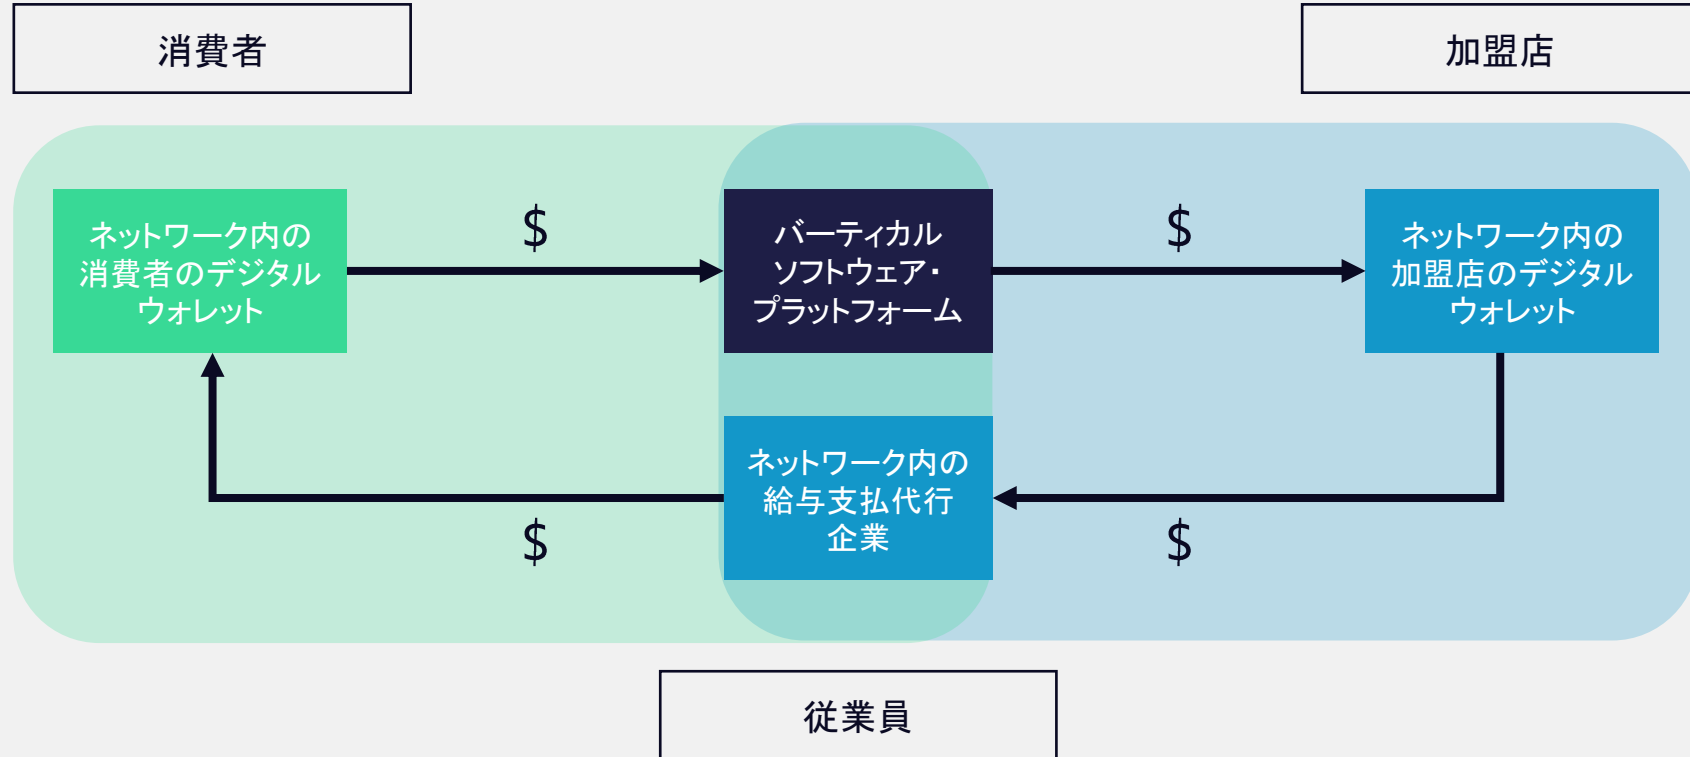 消費者
加盟店
ネットワーク内の
消費者のデジタル
ウォレット
$
バーティカル
ソフトウェア・
プラットフォーム
$
ネットワーク内の
加盟店のデジタル
ウォレット
ネットワーク内の
給与支払代行
企業
$
$
従業員